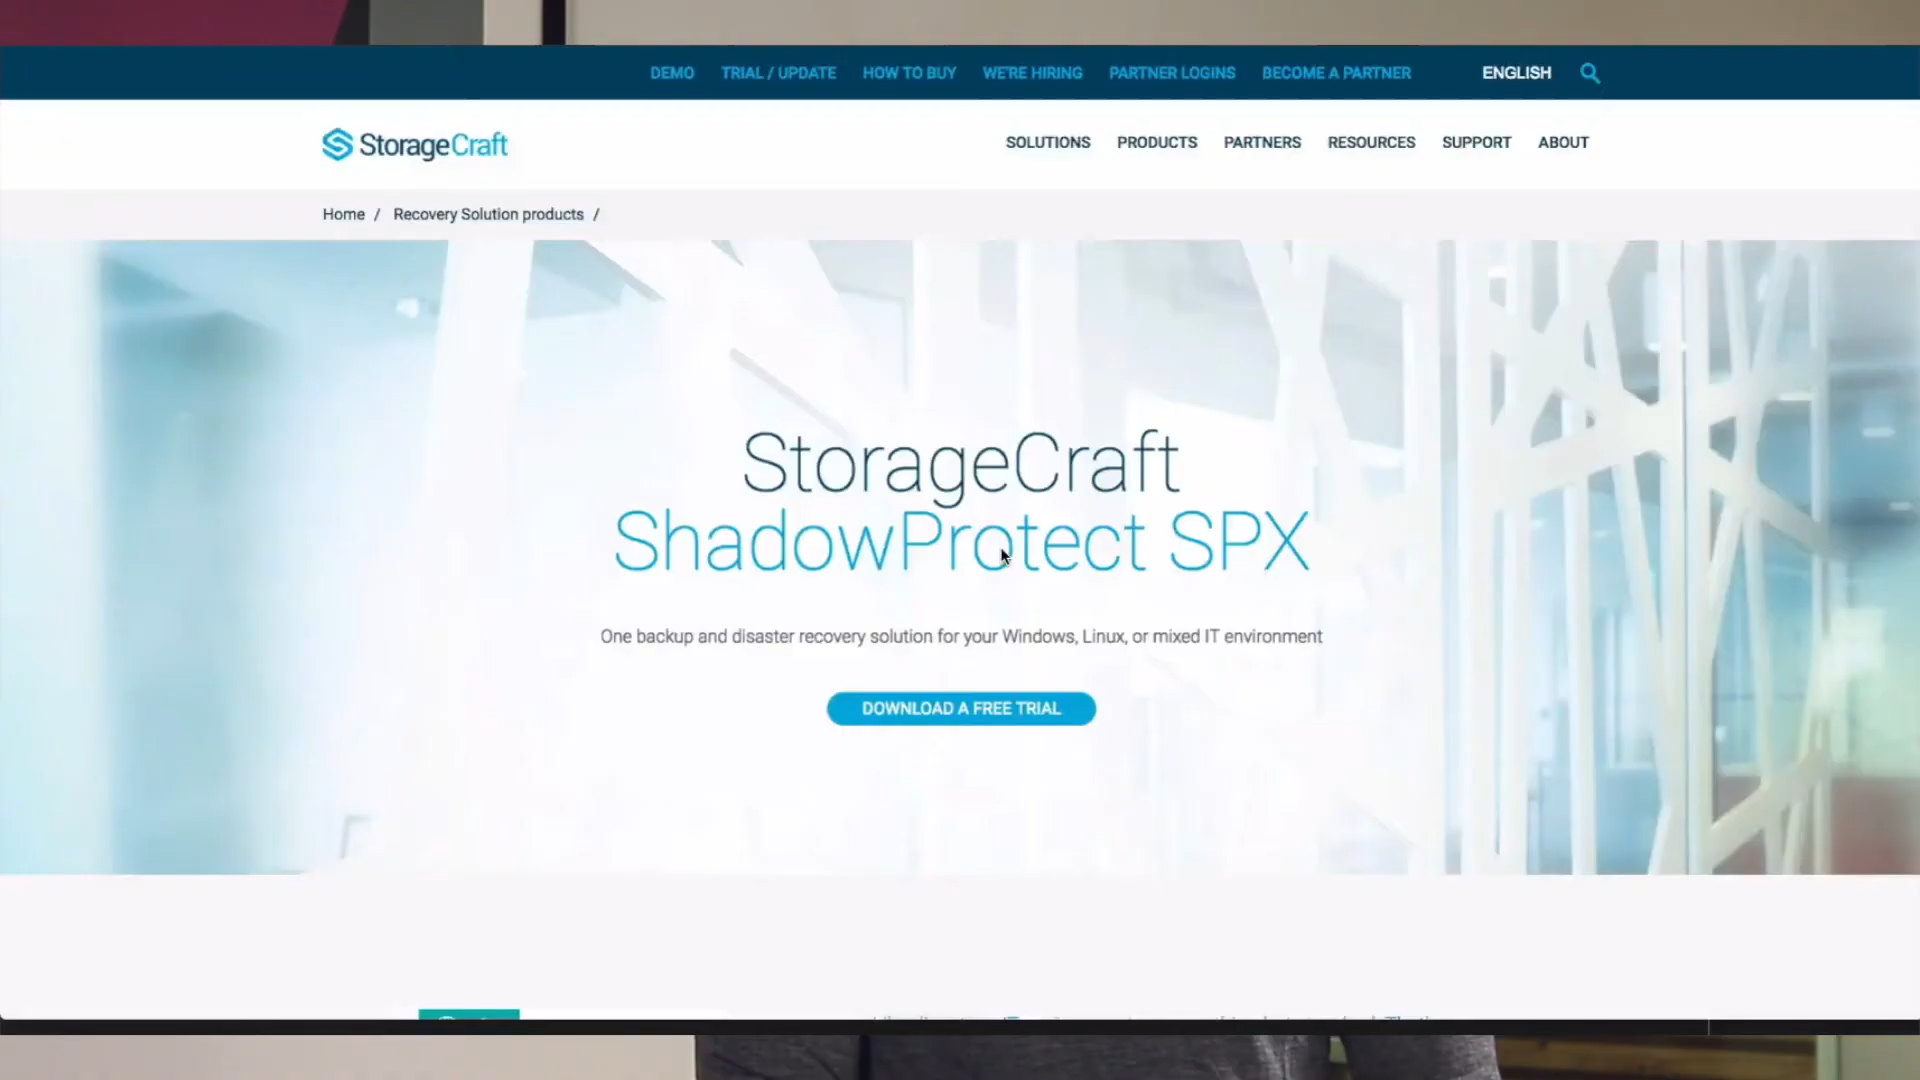 DEMO TRIAL / UPDATE HOW TO BUY WE'RE HIRING PARTNER LOGINS BECOME A PARTNER ENGLISH
StorageCraft SOLUTIONS PRODUCTS PARTNERS RESOURCES SUPPORT ABOUT
Home / Recovery Solution products /
StorageCraft
ShadowProtect SPX
One backup and disaster recovery solution for your Windows, Linux, or mixed IT environment
DOWNLOAD A FREE TRIAL